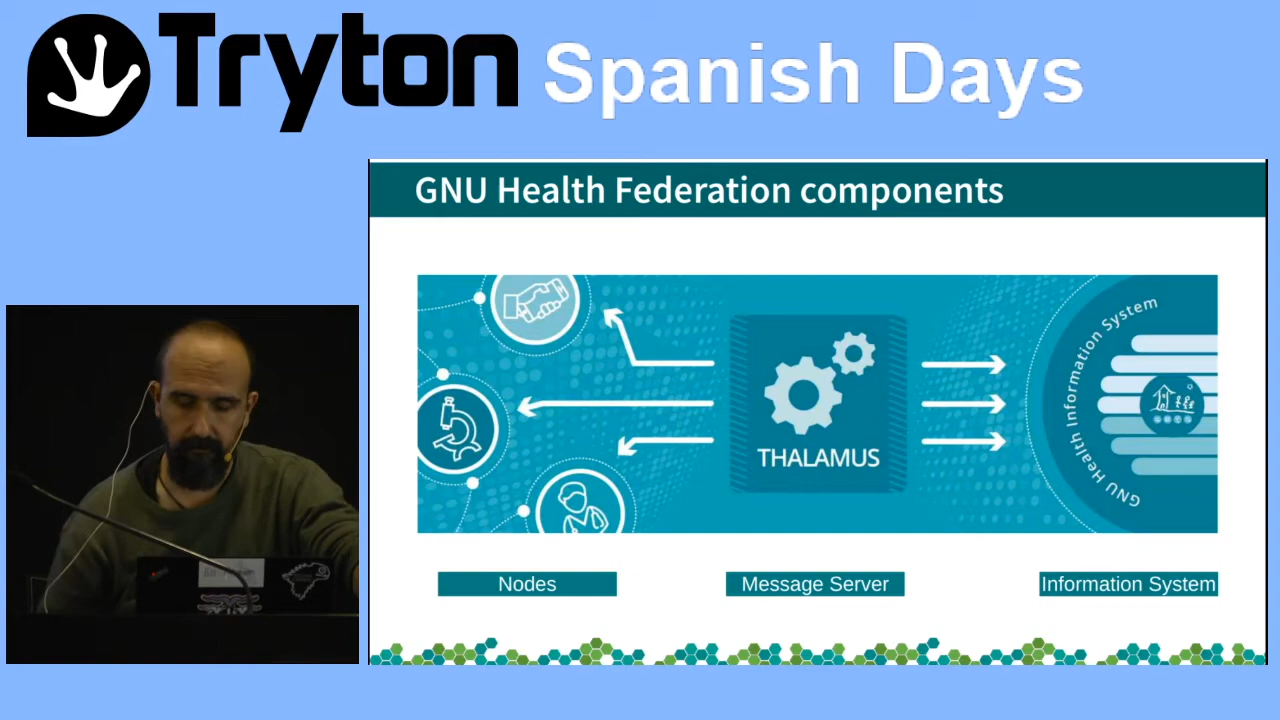 Tryton Spanish Days
GNU Health Federation components
THALAMUS
GNU Health Information System
Nodes
Message Server
Information System